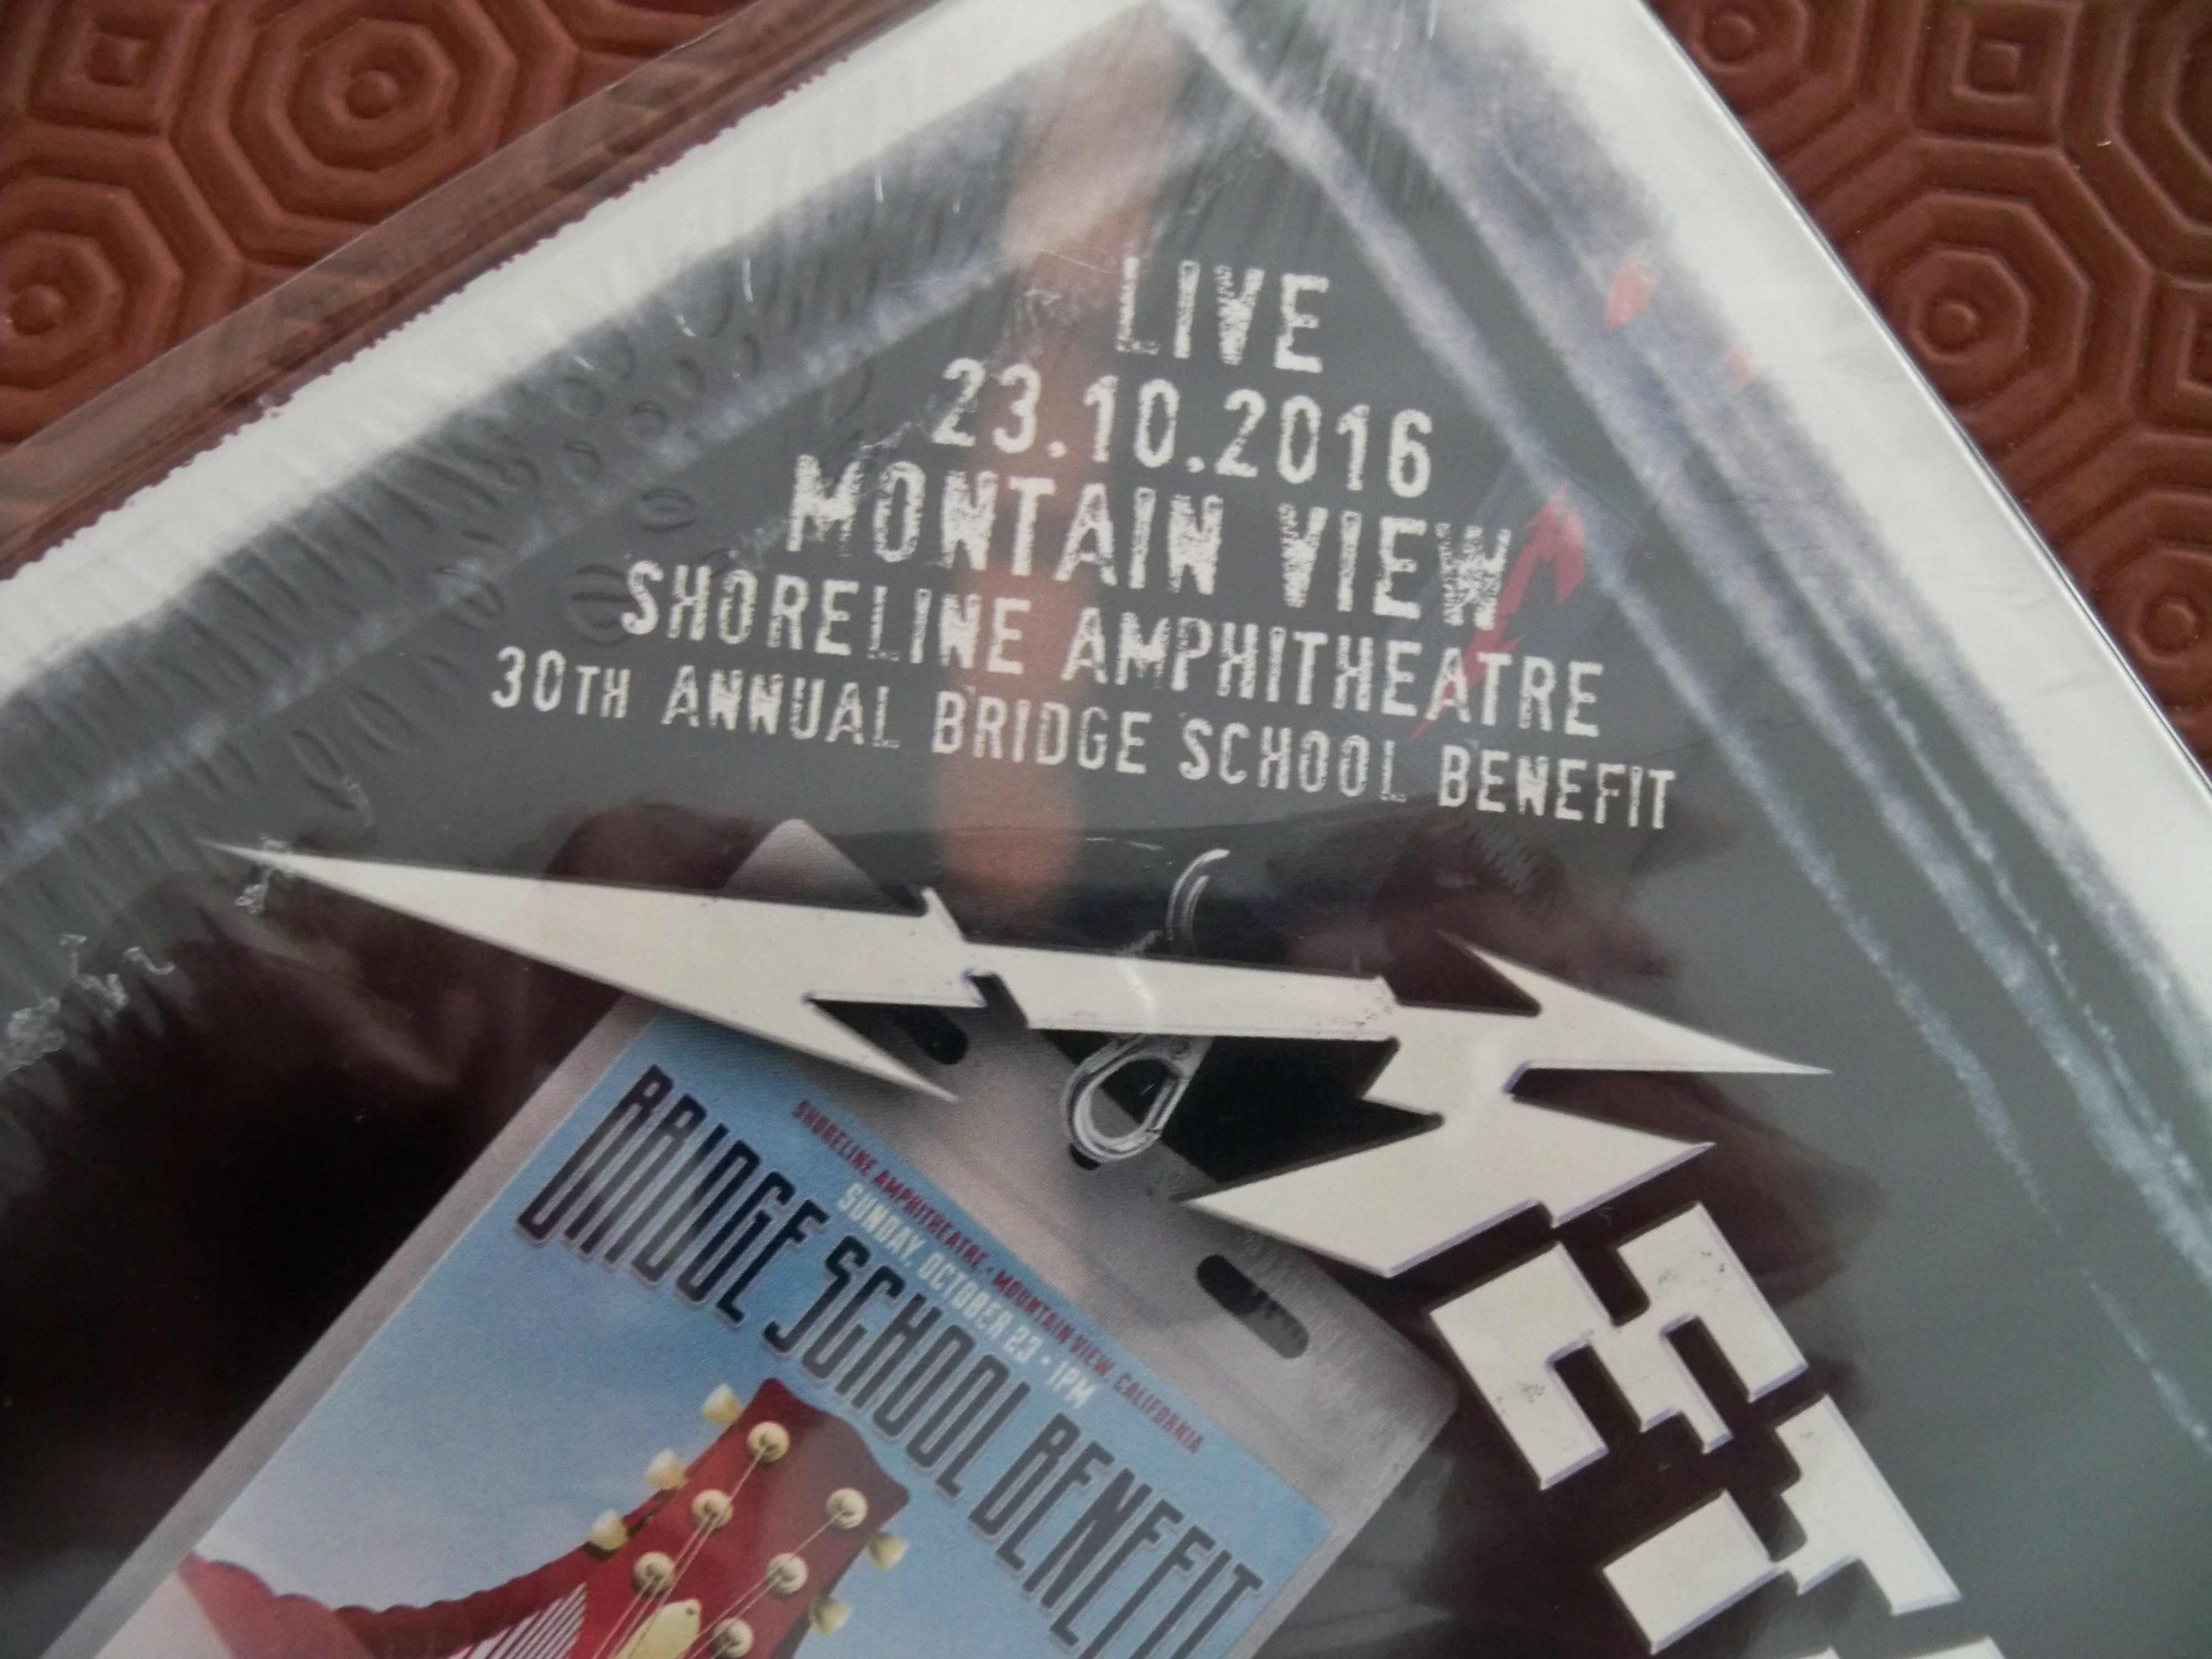 LIVE
23.10.2016
MONTAIN VIEW
SHORELINE AMPHITHEATRE
30TH ANNUAL BRIDGE SCHOOL BENEFIT
MET
SHORELINE AMPHITHEATRE · MOUNTAIN VIEW, CALIFORNIA
SUNDAY, OCTOBER 23 · 1PM
BRIDGE SCHOOL BENEFIT